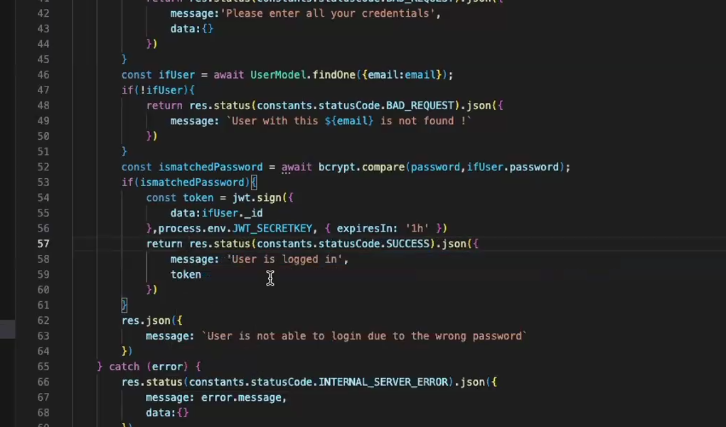 41 return res.status(constants.statusCode.BAD_REQUEST).json({
42 message:'Please enter all your credentials',
43 data:{}
44 })
45 }
46 const ifUser = await UserModel.findOne({email:email});
47 if(!ifUser){
48 return res.status(constants.statusCode.BAD_REQUEST).json({
49 message: `User with this ${email} is not found !`
50 })
51 }
52 const ismatchedPassword = await bcrypt.compare(password,ifUser.password);
53 if(ismatchedPassword){
54 const token = jwt.sign({
55 data:ifUser._id
56 },process.env.JWT_SECRETKEY, { expiresIn: '1h' })
57 return res.status(constants.statusCode.SUCCESS).json({
58 message: 'User is logged in',
59 token
60 })
61 }
62 res.json({
63 message: `User is not able to login due to the wrong password`
64 })
65 } catch (error) {
66 res.status(constants.statusCode.INTERNAL_SERVER_ERROR).json({
67 message: error.message,
68 data:{}